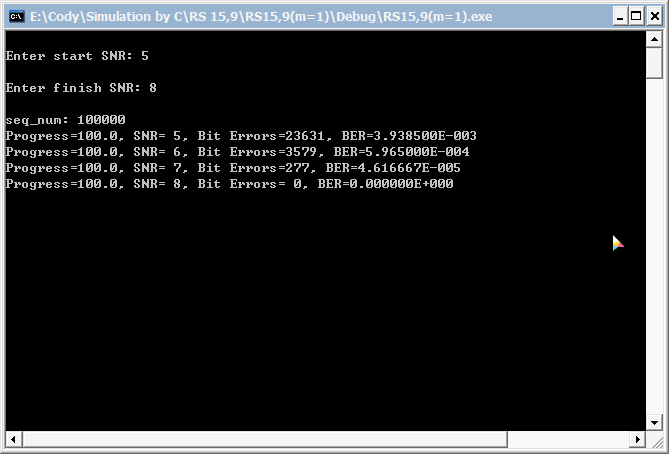 E:\Cody\Simulation by C\RS 15,9\RS15,9(m=1)\Debug\RS15,9(m=1).exe
Enter start SNR: 5
Enter finish SNR: 8
seq_num: 100000
Progress=100.0, SNR= 5, Bit Errors=23631, BER=3.938500E-003
Progress=100.0, SNR= 6, Bit Errors=3579, BER=5.965000E-004
Progress=100.0, SNR= 7, Bit Errors=277, BER=4.616667E-005
Progress=100.0, SNR= 8, Bit Errors= 0, BER=0.000000E+000